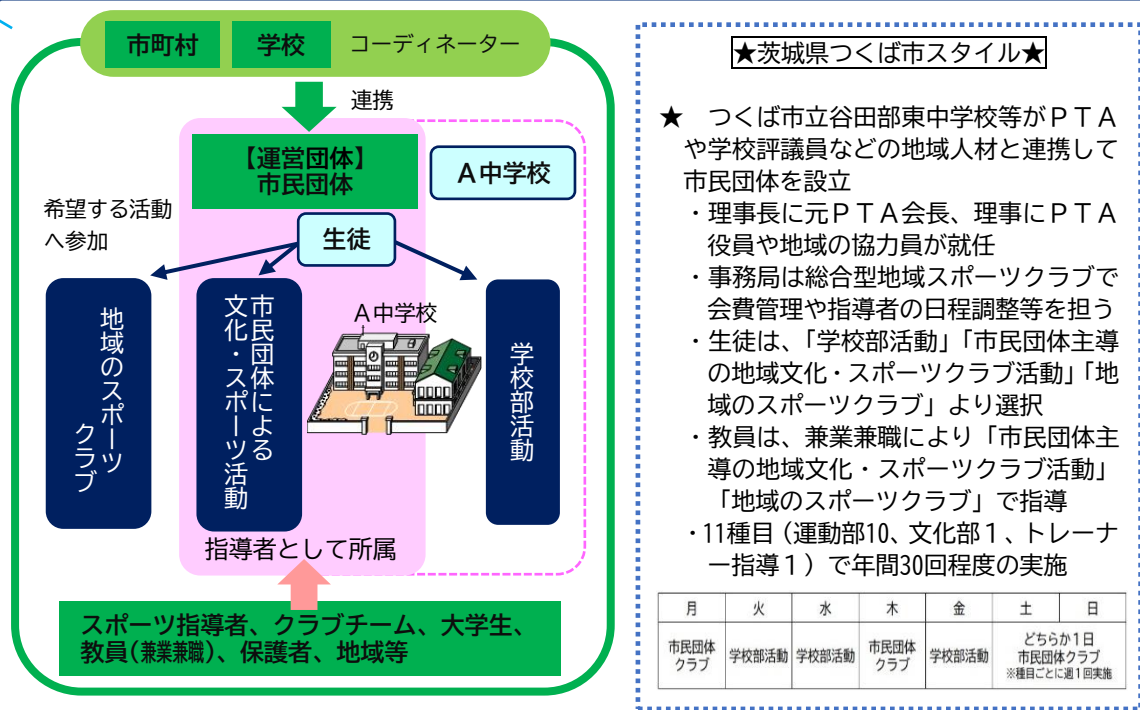 市町村
学校
コーディネーター
連携
【運営団体】
市民団体
A中学校
希望する活動
へ参加
生徒
地域のスポーツ
クラブ
市民団体による
文化・スポーツ活動
A中学校
学校部活動
指導者として所属
スポーツ指導者、クラブチーム、大学生、
教員(兼業兼職)、保護者、地域等
★茨城県つくば市スタイル★
★　つくば市立谷田部東中学校等がＰＴＡ
や学校評議員などの地域人材と連携して
市民団体を設立
・理事長に元ＰＴＡ会長、理事にＰＴＡ
役員や地域の協力員が就任
・事務局は総合型地域スポーツクラブで
会費管理や指導者の日程調整等を担う
・生徒は、「学校部活動」「市民団体主導
の地域文化・スポーツクラブ活動」「地
域のスポーツクラブ」より選択
・教員は、兼業兼職により「市民団体主
導の地域文化・スポーツクラブ活動」
「地域のスポーツクラブ」で指導
・11種目（運動部10、文化部１、トレーナ
ー指導１）で年間30回程度の実施
月 火 水 木 金 土 日
市民団体
クラブ
学校部活動
学校部活動
市民団体
クラブ
学校部活動
どちらか1日
市民団体クラブ
※種目ごとに週1回実施